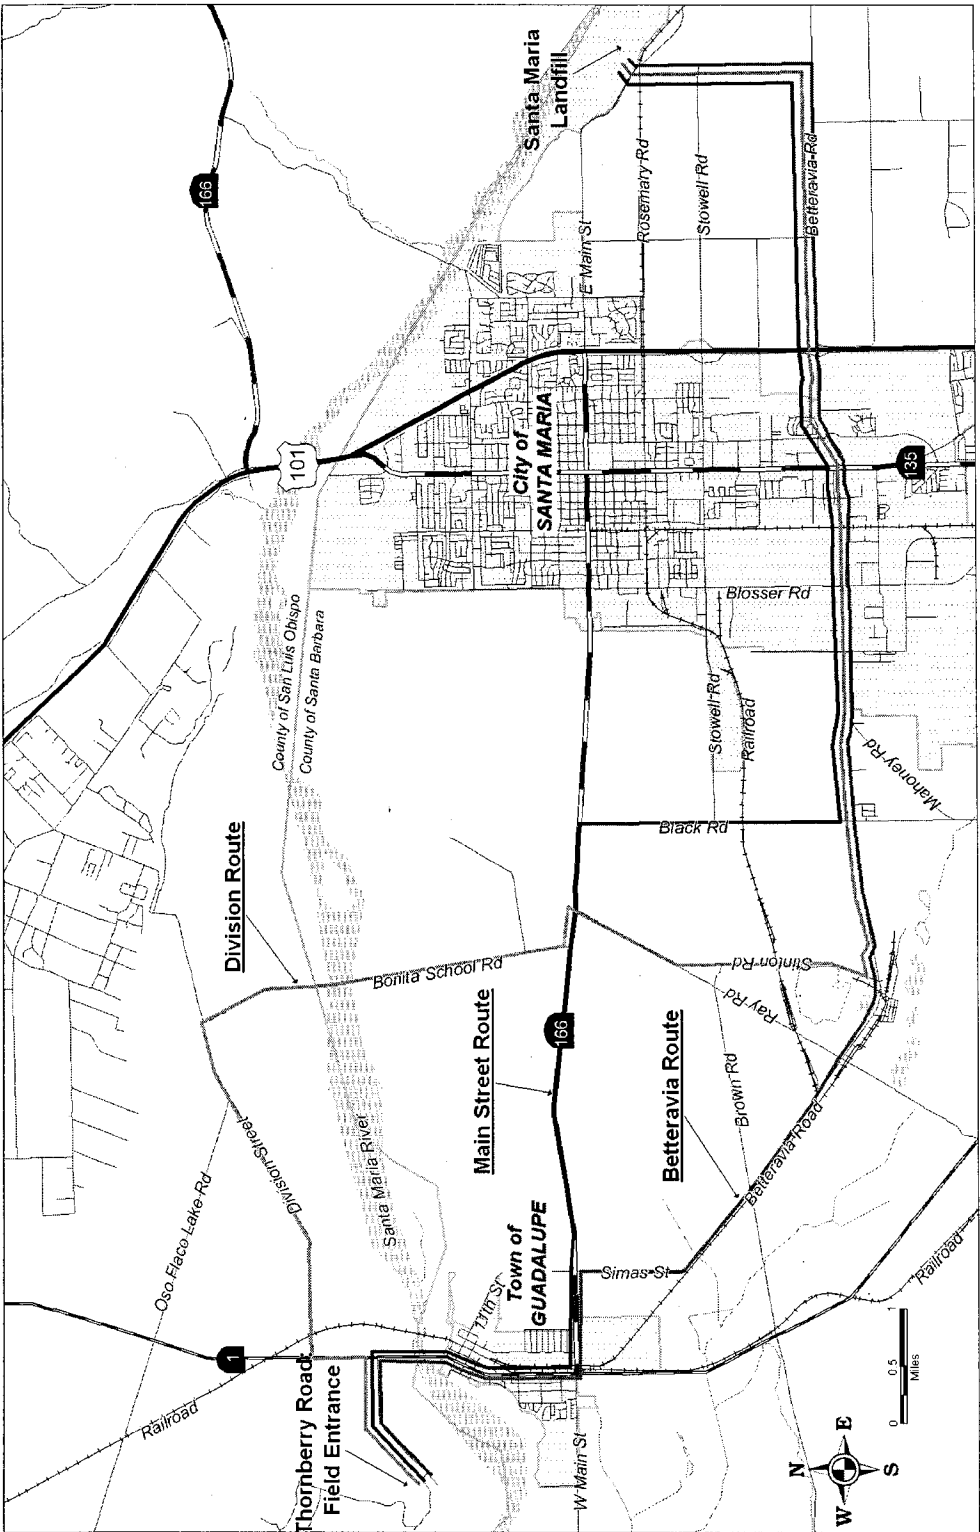 Santa Maria
Landfill
166
Rosemary Rd
Stowell Rd
Betteravia Rd
E Main St
101
City of
SANTA MARIA
135
Blosser Rd
County of San Luis Obispo
County of Santa Barbara
Stowell Rd
Railroad
Mahoney Rd
Black Rd
Division Route
Bonita School Rd
Sinton Rd
Ray Rd
Main Street Route
166
Betteravia Route
Brown Rd
Betteravia Road
Division Street
Oso Flaco Lake Rd
Santa Maria River
Town of
GUADALUPE
11th St
Simas St
Railroad
1
Railroad
Thornberry Road:
Field Entrance
W Main St
0 0.5 1
Miles
N
E
S
W